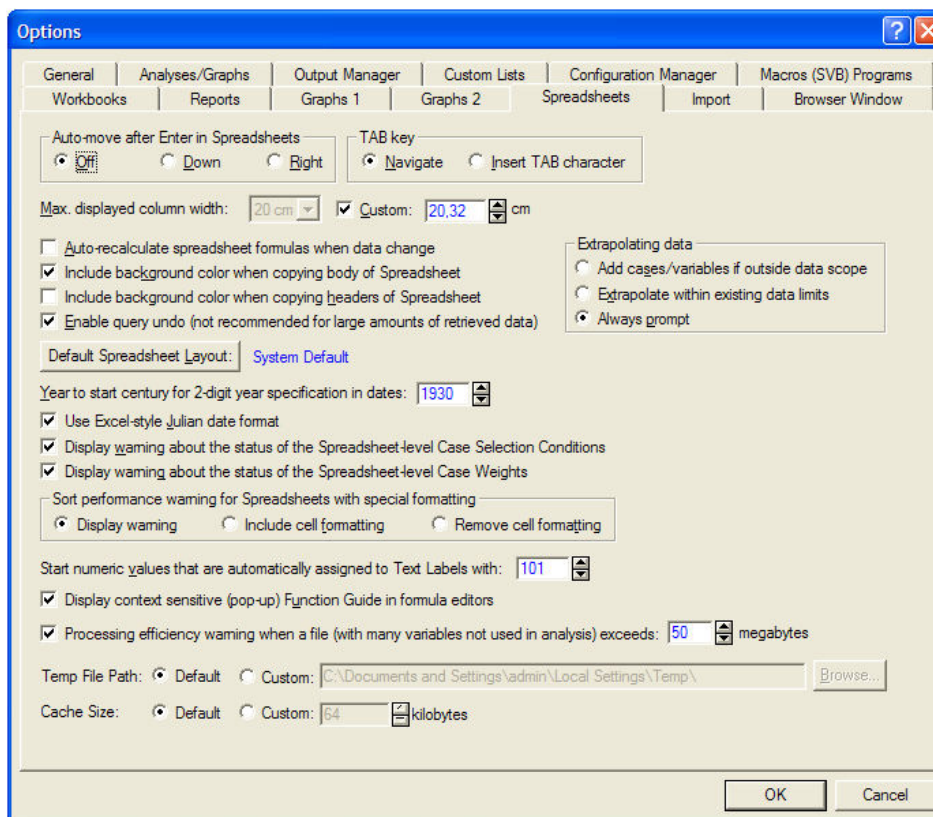 Options
General Analyses/Graphs Output Manager Custom Lists Configuration Manager Macros (SVB) Programs
Workbooks Reports Graphs 1 Graphs 2 Spreadsheets Import Browser Window
Auto-move after Enter in Spreadsheets TAB key
Off Down Right Navigate Insert TAB character
Max. displayed column width: 20 cm Custom: 20,32 cm
Auto-recalculate spreadsheet formulas when data change
Include background color when copying body of Spreadsheet
Include background color when copying headers of Spreadsheet
Enable query undo (not recommended for large amounts of retrieved data)
Extrapolating data
Add cases/variables if outside data scope
Extrapolate within existing data limits
Always prompt
Default Spreadsheet Layout: System Default
Year to start century for 2-digit year specification in dates: 1930
Use Excel-style Julian date format
Display warning about the status of the Spreadsheet-level Case Selection Conditions
Display warning about the status of the Spreadsheet-level Case Weights
Sort performance warning for Spreadsheets with special formatting
Display warning Include cell formatting Remove cell formatting
Start numeric values that are automatically assigned to Text Labels with: 101
Display context sensitive (pop-up) Function Guide in formula editors
Processing efficiency warning when a file (with many variables not used in analysis) exceeds: 50 megabytes
Temp File Path: Default Custom: C:\Documents and Settings\admin\Local Settings\Temp\ Browse...
Cache Size: Default Custom: 64 kilobytes
OK Cancel